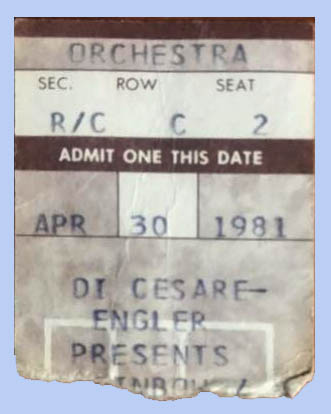 ORCHESTRA
SEC. ROW SEAT
R/C C 2
ADMIT ONE THIS DATE
APR 30 1981
DI CESARE-
ENGLER
PRESENTS